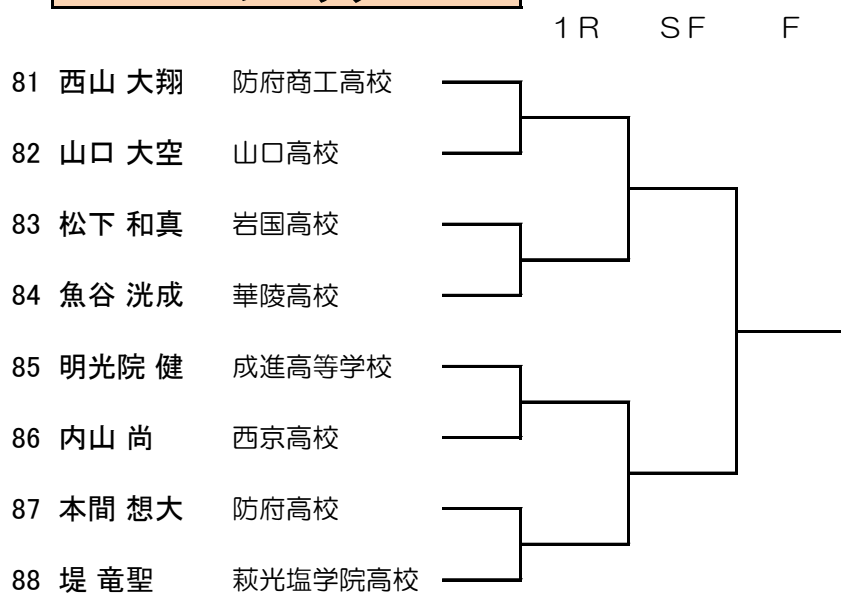 １R ＳＦ Ｆ
81 西山 大翔 防府商工高校
82 山口 大空 山口高校
83 松下 和真 岩国高校
84 魚谷 洸成 華陵高校
85 明光院 健 成進高等学校
86 内山 尚 西京高校
87 本間 想大 防府高校
88 堤 竜聖 萩光塩学院高校